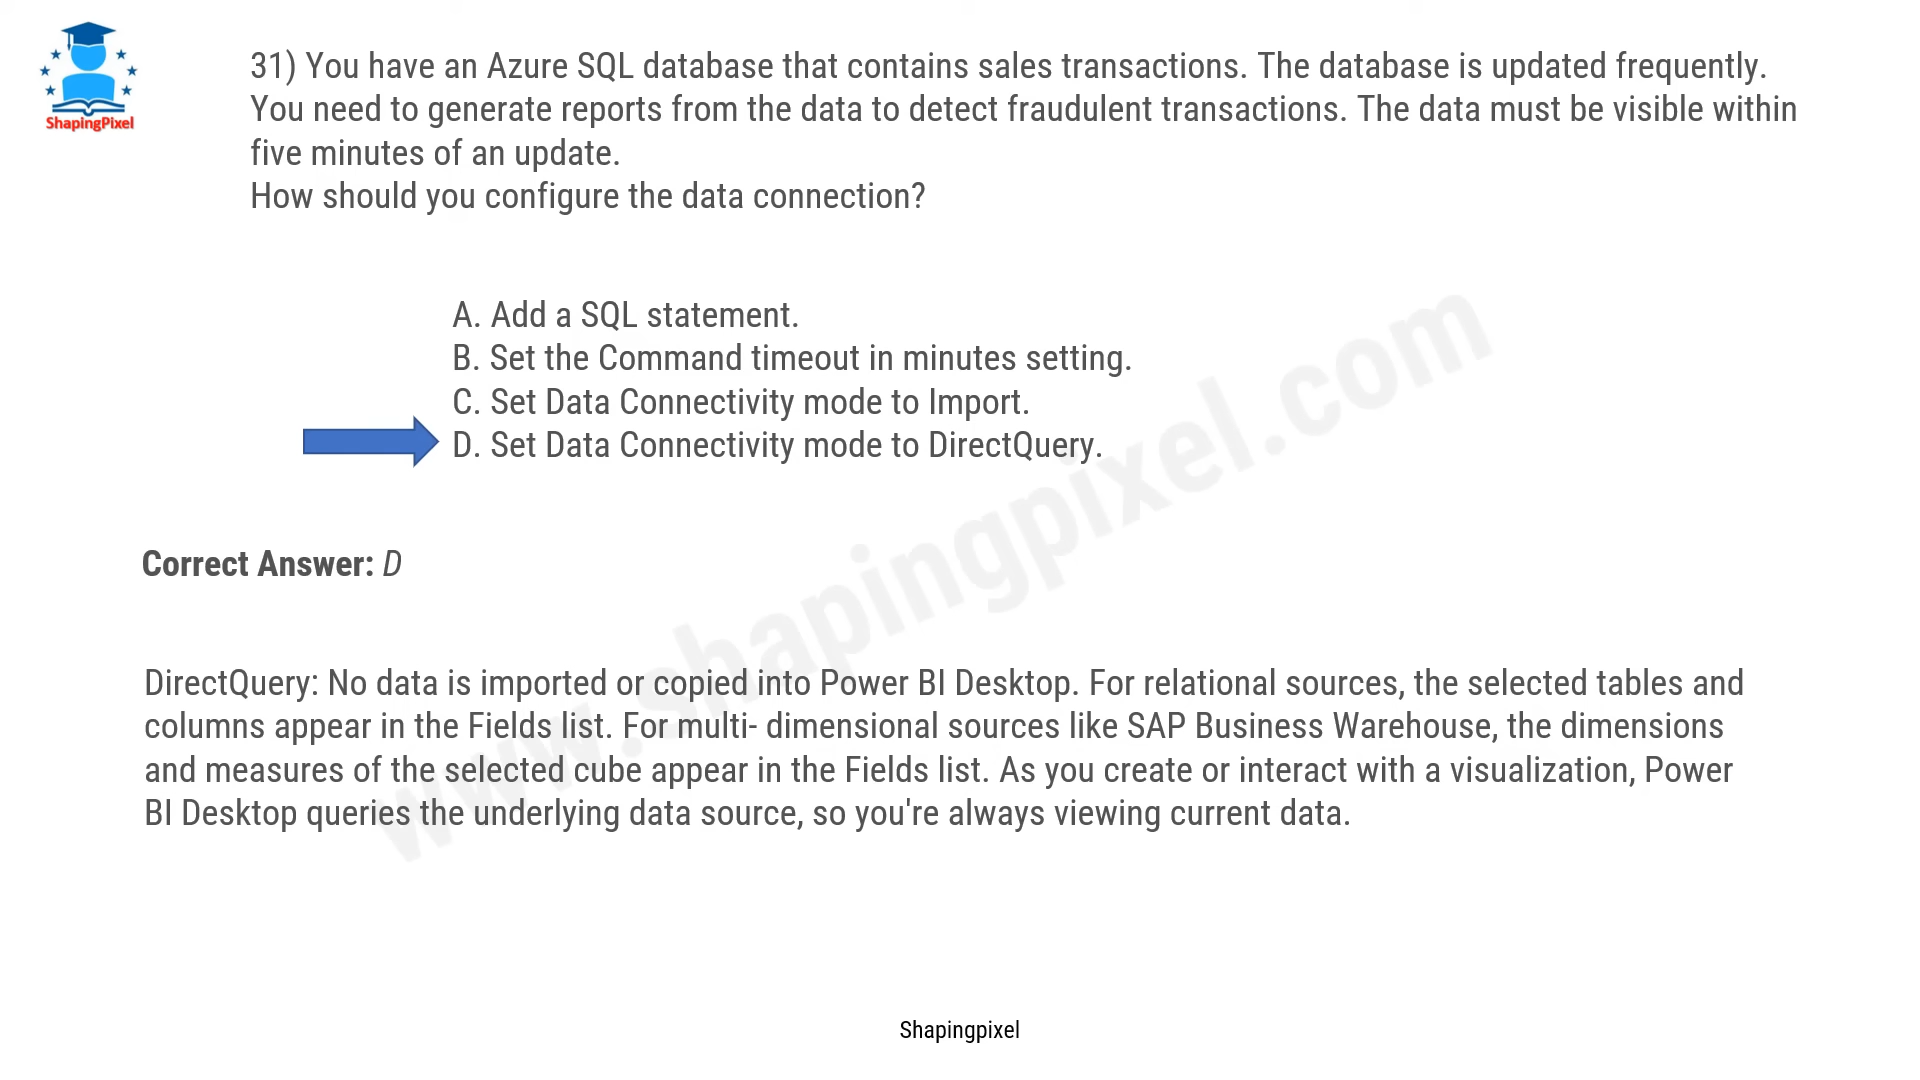 ShapingPixel
31) You have an Azure SQL database that contains sales transactions. The database is updated frequently.
You need to generate reports from the data to detect fraudulent transactions. The data must be visible within
five minutes of an update.
How should you configure the data connection?
A. Add a SQL statement.
B. Set the Command timeout in minutes setting.
C. Set Data Connectivity mode to Import.
D. Set Data Connectivity mode to DirectQuery.
Correct Answer: D
DirectQuery: No data is imported or copied into Power BI Desktop. For relational sources, the selected tables and
columns appear in the Fields list. For multi- dimensional sources like SAP Business Warehouse, the dimensions
and measures of the selected cube appear in the Fields list. As you create or interact with a visualization, Power
BI Desktop queries the underlying data source, so you're always viewing current data.
www.shapingpixel.com
Shapingpixel